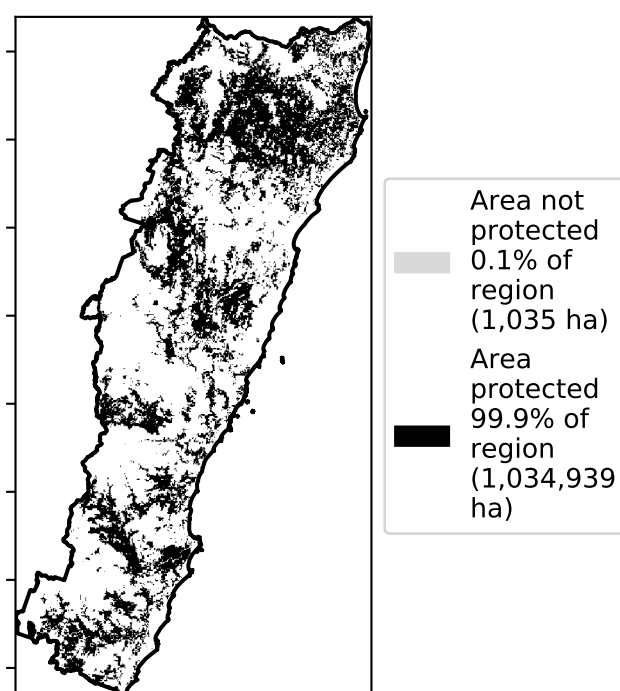 Area not
protected
0.1% of
region
(1,035 ha)
Area
protected
99.9% of
region
(1,034,939
ha)